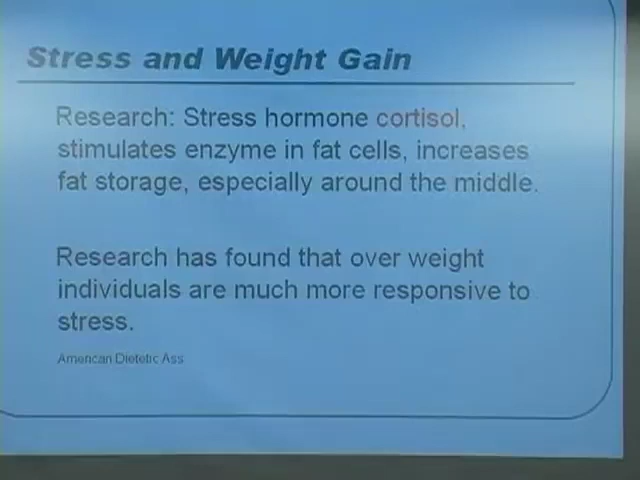 Stress and Weight Gain
Research: Stress hormone cortisol,
stimulates enzyme in fat cells, increases
fat storage, especially around the middle.
Research has found that over weight
individuals are much more responsive to
stress.
American Dietetic Ass